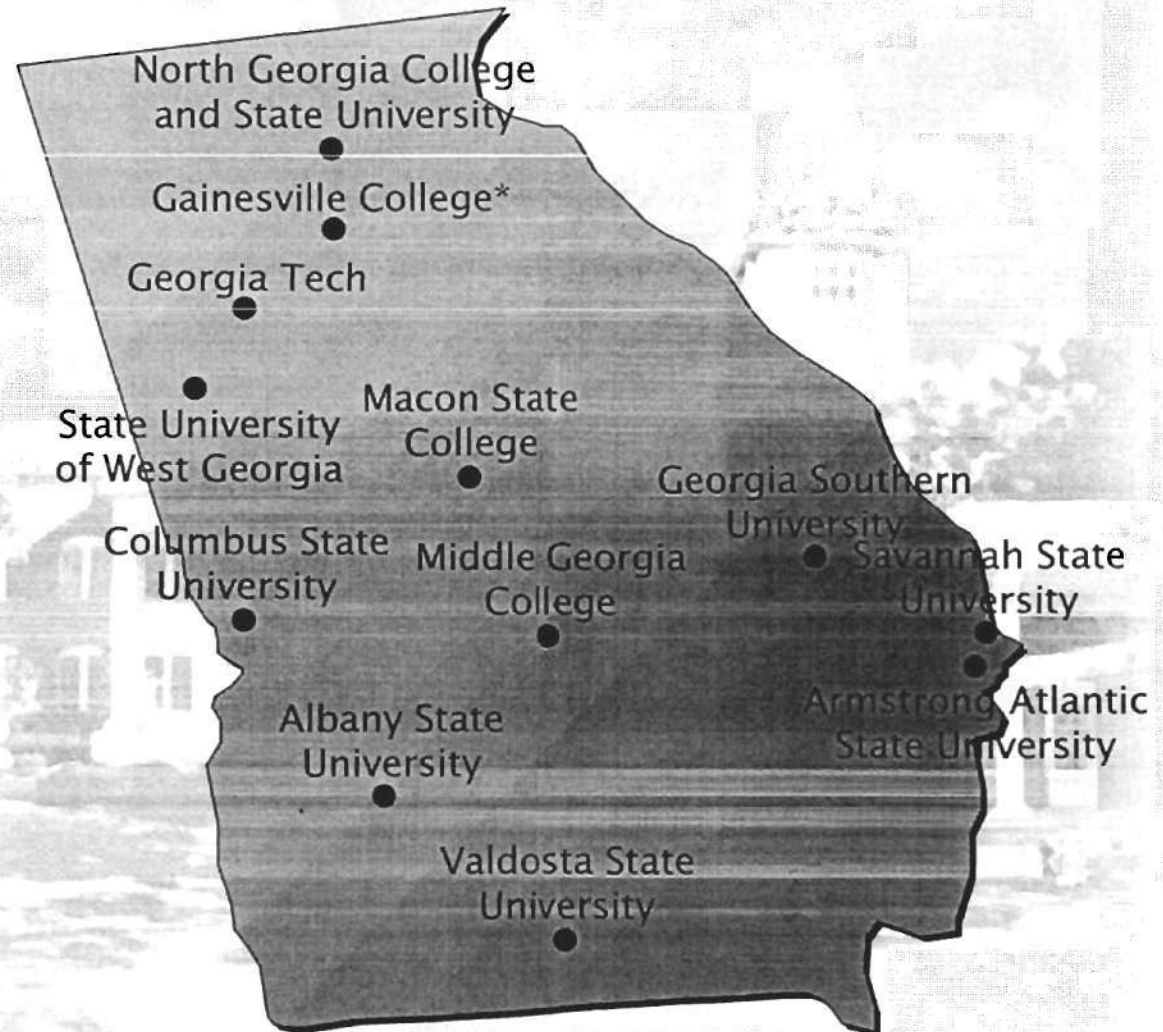 North Georgia College
and State University
Gainesville College*
Georgia Tech
State University
of West Georgia
Macon State
College
Georgia Southern
University
Columbus State
University
Middle Georgia
College
Savannah State
University
Armstrong Atlantic
State University
Albany State
University
Valdosta State
University